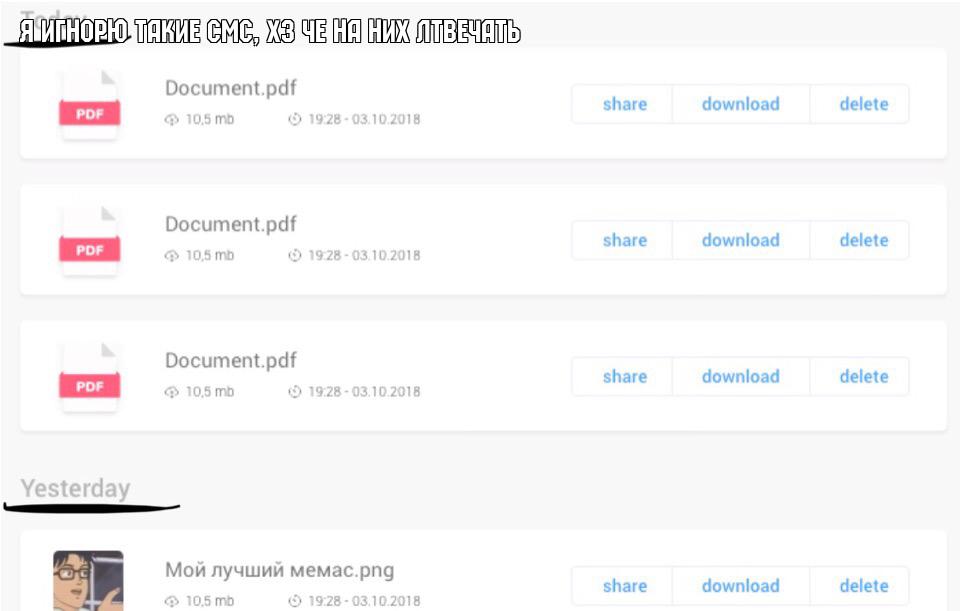 Today
Я ИГНОРЮ ТАКИЕ СМС, ХЗ ЧЕ НА НИХ ЛТВЕЧАТЬ
Document.pdf
PDF
10,5 mb 19:28 - 03.10.2018
share download delete
Document.pdf
PDF
10,5 mb 19:28 - 03.10.2018
share download delete
Document.pdf
PDF
10,5 mb 19:28 - 03.10.2018
share download delete
Yesterday
Мой лучший мемас.png
10,5 mb 19:28 - 03.10.2018
share download delete